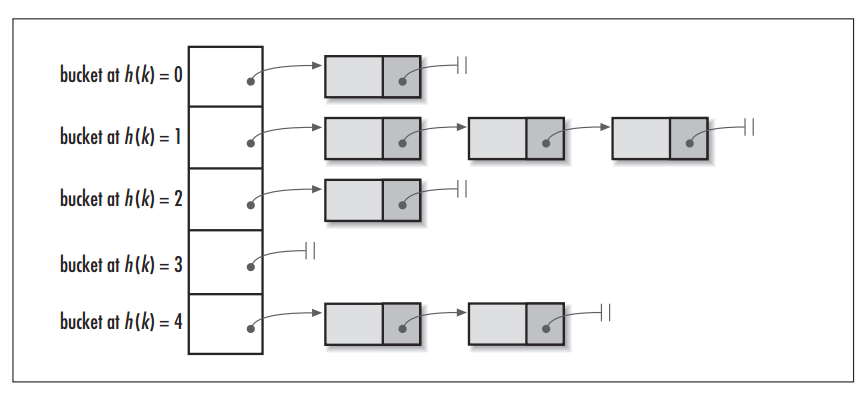 bucket at h(k) = 0
bucket at h(k) = 1
bucket at h(k) = 2
bucket at h(k) = 3
bucket at h(k) = 4